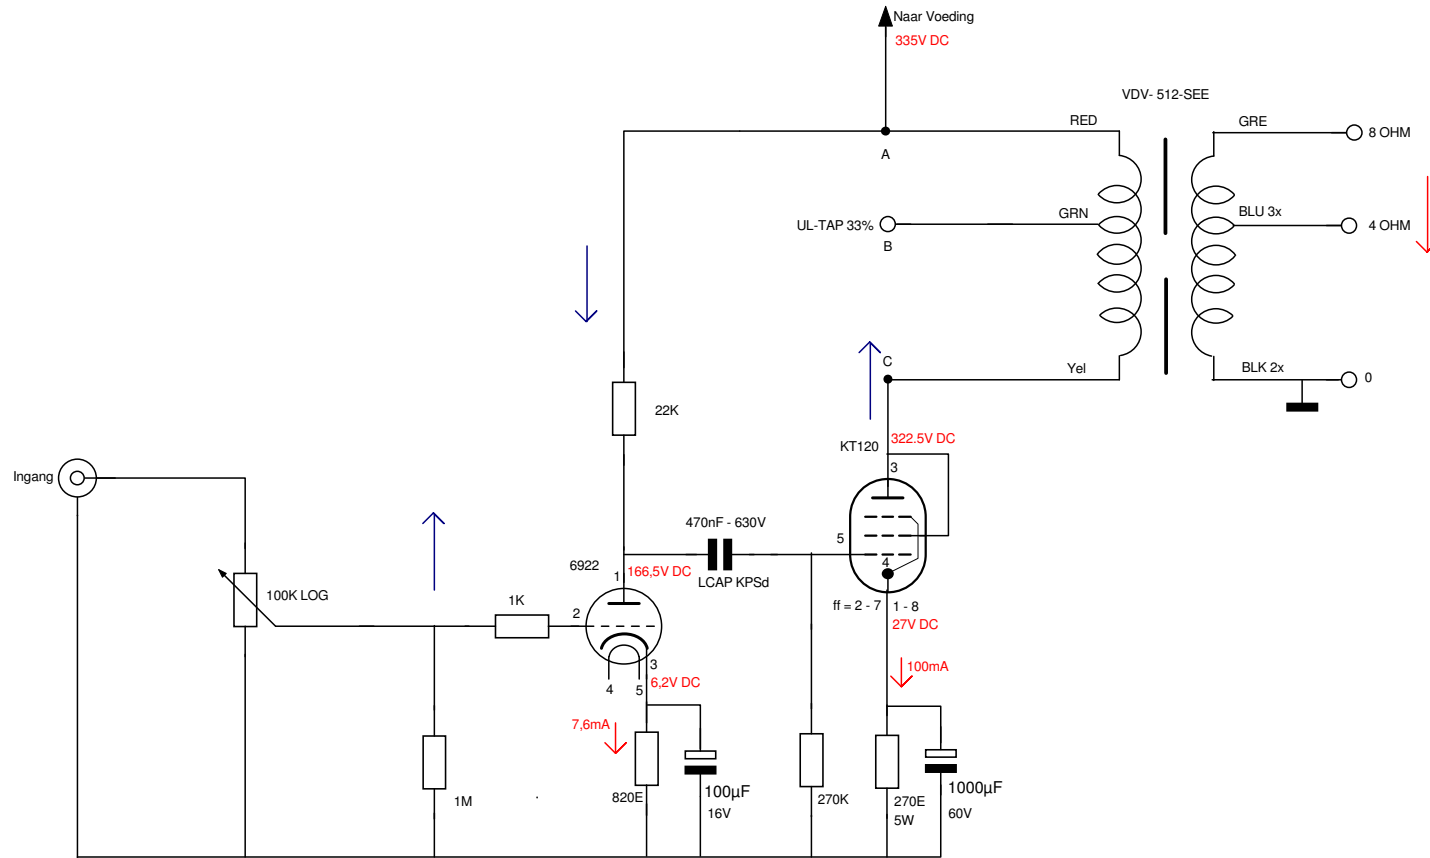 Naar Voeding
335V DC
VDV- 512-SEE
RED
GRE
8 OHM
A
UL-TAP 33%
GRN
BLU 3x
4 OHM
B
C
Yel
BLK 2x
0
22K
KT120
322.5V DC
3
Ingang
470nF - 630V
5
4
6922
1
166,5V DC
LCAP KPSd
100K LOG
1K
2
ff = 2 - 7
1 - 8
27V DC
3
4
5
6,2V DC
100mA
7,6mA
1M
820E
100µF
16V
270K
270E
5W
1000µF
60V